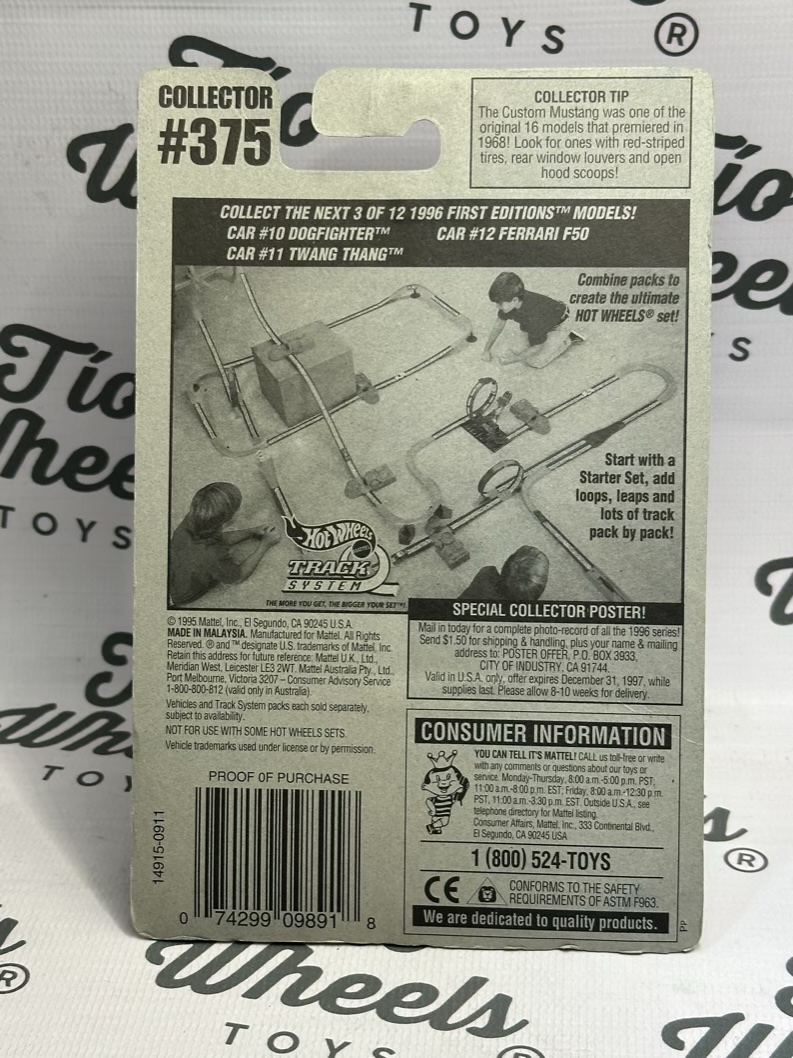 TOYS ®
COLLECTOR
#375
COLLECTOR TIP
The Custom Mustang was one of the
original 16 models that premiered in
1968! Look for ones with red-striped
tires, rear window louvers and open
hood scoops!
COLLECT THE NEXT 3 OF 12 1996 FIRST EDITIONS™ MODELS!
CAR #10 DOGFIGHTER™ CAR #12 FERRARI F50
CAR #11 TWANG THANG™
Combine packs to
create the ultimate
HOT WHEELS® set!
Start with a
Starter Set, add
loops, leaps and
lots of track
pack by pack!
Hot Wheels
TRACK
SYSTEM
THE MORE YOU GET, THE BIGGER YOUR SET™!
© 1995 Mattel, Inc., El Segundo, CA 90245 U.S.A.
MADE IN MALAYSIA. Manufactured for Mattel. All Rights
Reserved. ® and ™ designate U.S. trademarks of Mattel, Inc.
Retain this address for future reference: Mattel U.K., Ltd.,
Meridian West, Leicester LE3 2WT. Mattel Australia Pty., Ltd.,
Port Melbourne, Victoria 3207 – Consumer Advisory Service
1-800-800-812 (valid only in Australia).
Vehicles and Track System packs each sold separately,
subject to availability.
NOT FOR USE WITH SOME HOT WHEELS SETS.
Vehicle trademarks used under license or by permission.
SPECIAL COLLECTOR POSTER!
Mail in today for a complete photo-record of all the 1996 series!
Send $1.50 for shipping & handling, plus your name & mailing
address to: POSTER OFFER, P.O. BOX 3933,
CITY OF INDUSTRY, CA 91744.
Valid in U.S.A. only, offer expires December 31, 1997, while
supplies last. Please allow 8-10 weeks for delivery.
CONSUMER INFORMATION
YOU CAN TELL IT'S MATTEL! CALL us toll-free or write
with any comments or questions about our toys or
service. Monday-Thursday, 8:00 a.m.-5:00 p.m. PST;
11:00 a.m.-8:00 p.m. EST; Friday, 8:00 a.m.-12:30 p.m.
PST, 11:00 a.m.-3:30 p.m. EST. Outside U.S.A., see
telephone directory for Mattel listing.
Consumer Affairs, Mattel, Inc., 333 Continental Blvd.,
El Segundo, CA 90245 USA
1 (800) 524-TOYS
CE CONFORMS TO THE SAFETY
REQUIREMENTS OF ASTM F963.
We are dedicated to quality products.
PP
PROOF OF PURCHASE
14915-0911
0 74299 09891 8
TOYS
Wheels
TOYS ®